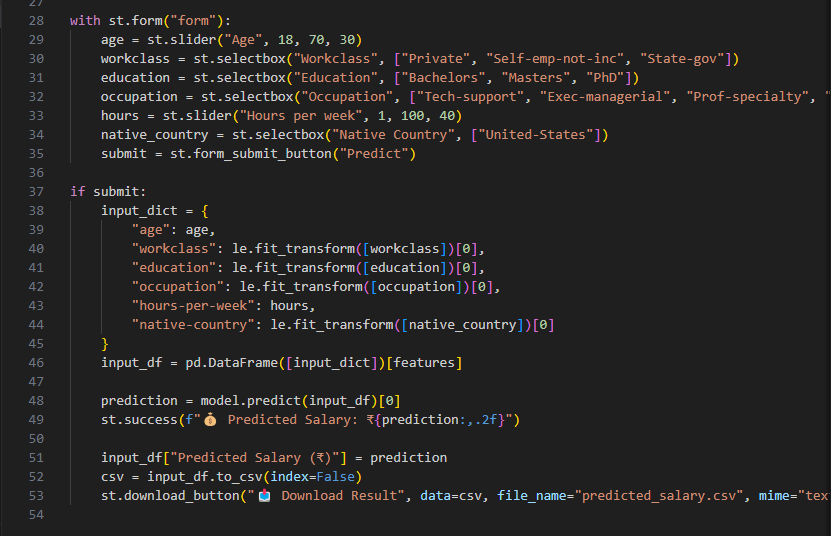 27
28 with st.form("form"):
29     age = st.slider("Age", 18, 70, 30)
30     workclass = st.selectbox("Workclass", ["Private", "Self-emp-not-inc", "State-gov"])
31     education = st.selectbox("Education", ["Bachelors", "Masters", "PhD"])
32     occupation = st.selectbox("Occupation", ["Tech-support", "Exec-managerial", "Prof-specialty", "
33     hours = st.slider("Hours per week", 1, 100, 40)
34     native_country = st.selectbox("Native Country", ["United-States"])
35     submit = st.form_submit_button("Predict")
36
37 if submit:
38     input_dict = {
39         "age": age,
40         "workclass": le.fit_transform([workclass])[0],
41         "education": le.fit_transform([education])[0],
42         "occupation": le.fit_transform([occupation])[0],
43         "hours-per-week": hours,
44         "native-country": le.fit_transform([native_country])[0]
45     }
46     input_df = pd.DataFrame([input_dict])[features]
47
48     prediction = model.predict(input_df)[0]
49     st.success(f"💰 Predicted Salary: ₹{prediction:,.2f}")
50
51     input_df["Predicted Salary (₹)"] = prediction
52     csv = input_df.to_csv(index=False)
53     st.download_button("📥 Download Result", data=csv, file_name="predicted_salary.csv", mime="tex
54